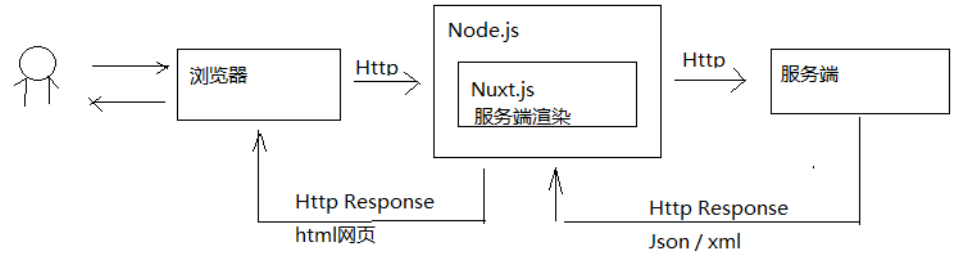 Node.js
浏览器
Http
Nuxt.js
服务端渲染
Http
服务端
Http Response
html网页
Http Response
Json / xml